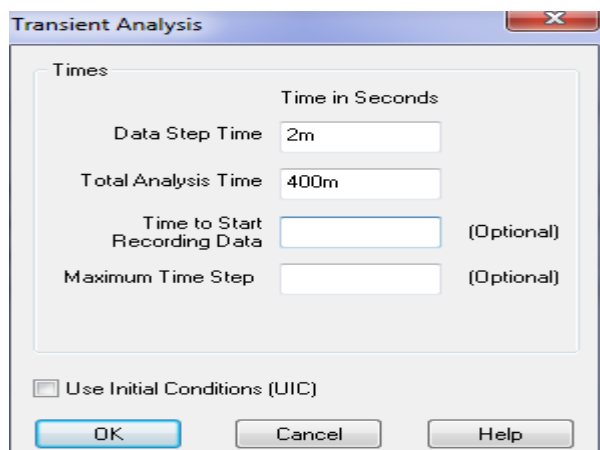 Transient Analysis
Times
Time in Seconds
Data Step Time 2m
Total Analysis Time 400m
Time to Start
Recording Data (Optional)
Maximum Time Step (Optional)
Use Initial Conditions (UIC)
OK Cancel Help